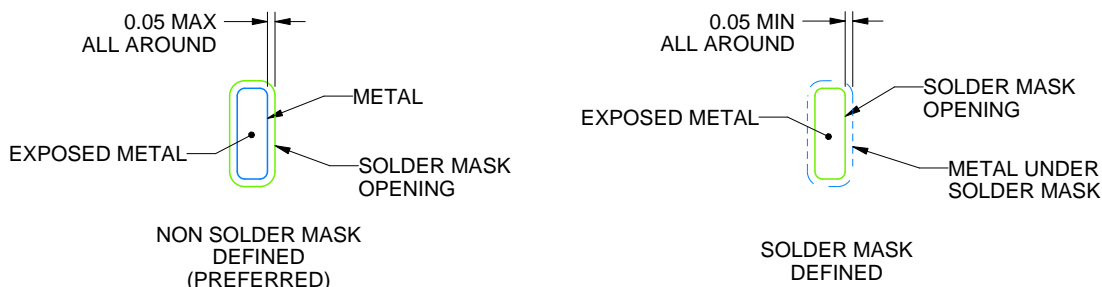 0.05 MAX
ALL AROUND
METAL
EXPOSED METAL
SOLDER MASK
OPENING
NON SOLDER MASK
DEFINED
(PREFERRED)
0.05 MIN
ALL AROUND
SOLDER MASK
OPENING
EXPOSED METAL
METAL UNDER
SOLDER MASK
SOLDER MASK
DEFINED